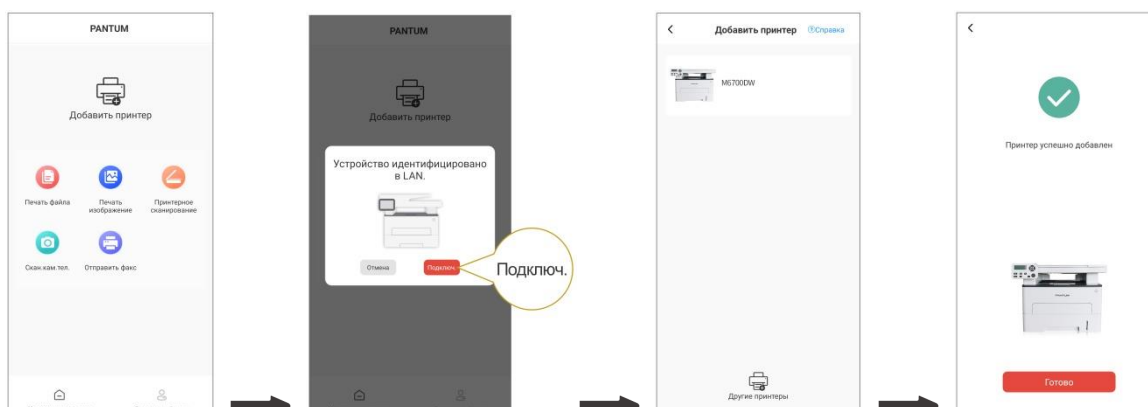 PANTUM
Добавить принтер
Печать файла
Печать
изображение
Принтерное
сканирование
Скан.кам.тел.
Отправить факс
PANTUM
Добавить принтер
Устройство идентифицировано
в LAN.
Отмена
Подключ.
Подключ.
Добавить принтер
Справка
M6700DW
Другие принтеры
Принтер успешно добавлен
Готово